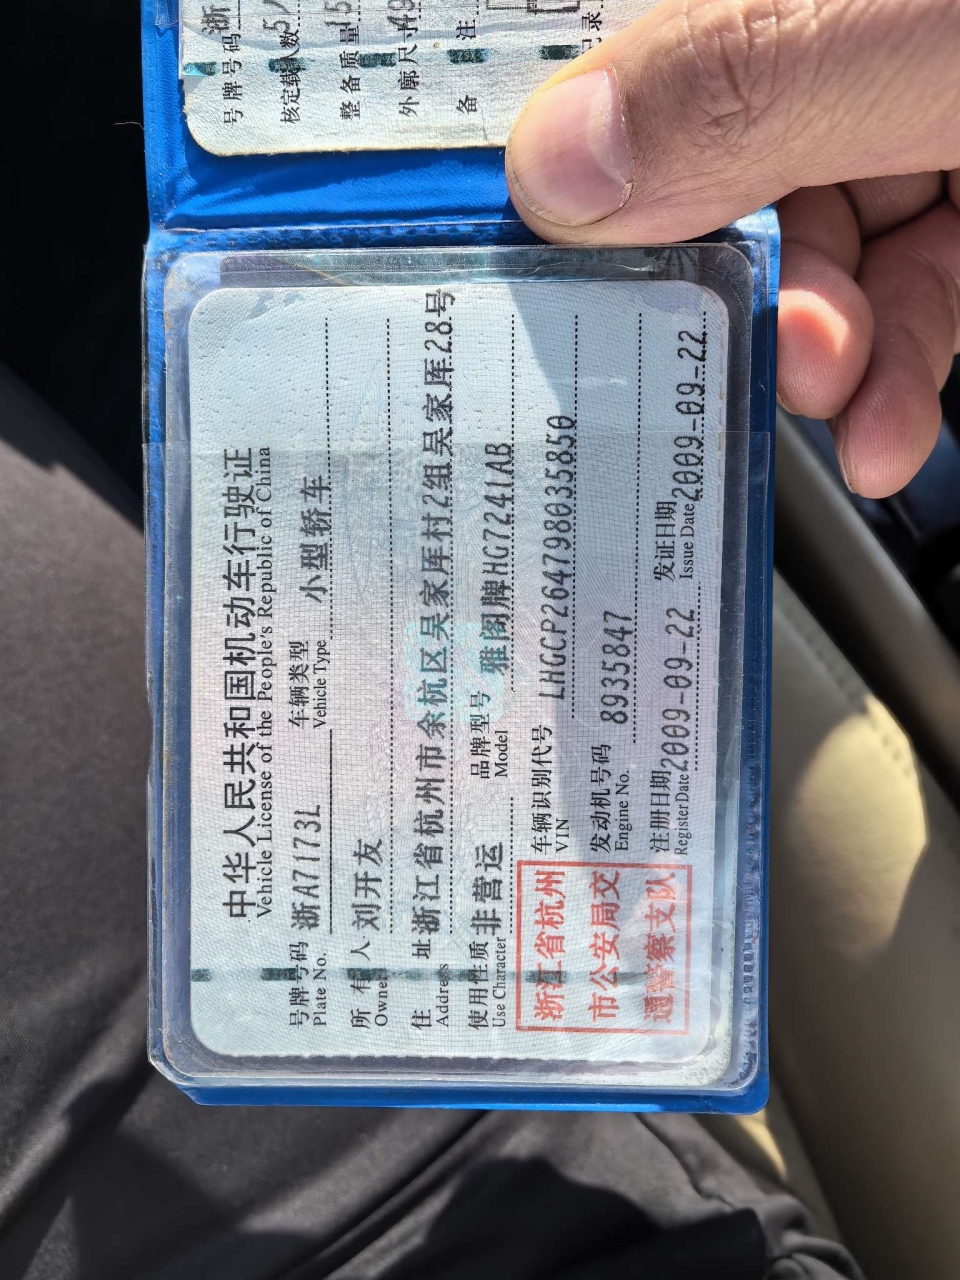 中华人民共和国机动车行驶证
Vehicle License of the People's Republic of China
号牌号码 浙A7173L 车辆类型 小型轿车
Plate No. Vehicle Type
所有人 刘开友
Owner
住址 浙江省杭州市余杭区吴家厍村2组吴家厍28号
Address
使用性质 非营运 品牌型号 雅阁牌HG7241AB
Use Character Model
浙江省杭州市公安局交通警察支队
车辆识别代号 LHGCP264798035850
VIN
发动机号码 8935847
Engine No.
注册日期 2009-09-22 发证日期 2009-09-22
Register Date Issue Date
号牌号码 浙
核定载人数 5
整备质量 15
外廓尺寸 49
备注
记录